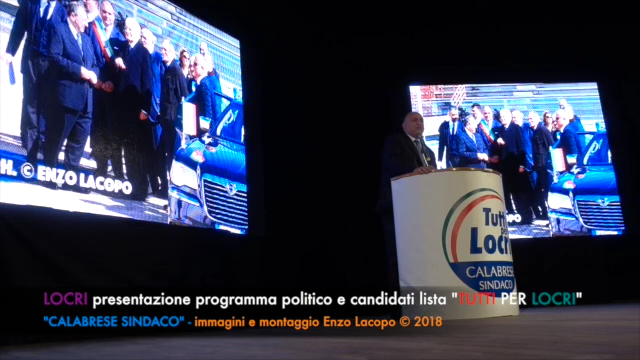 H. © ENZO LACOPO
Tutti
Locri
CALABRESE
SINDACO
LOCRI presentazione programma politico e candidati lista "TUTTI PER LOCRI"
"CALABRESE SINDACO" - immagini e montaggio Enzo Lacopo © 2018